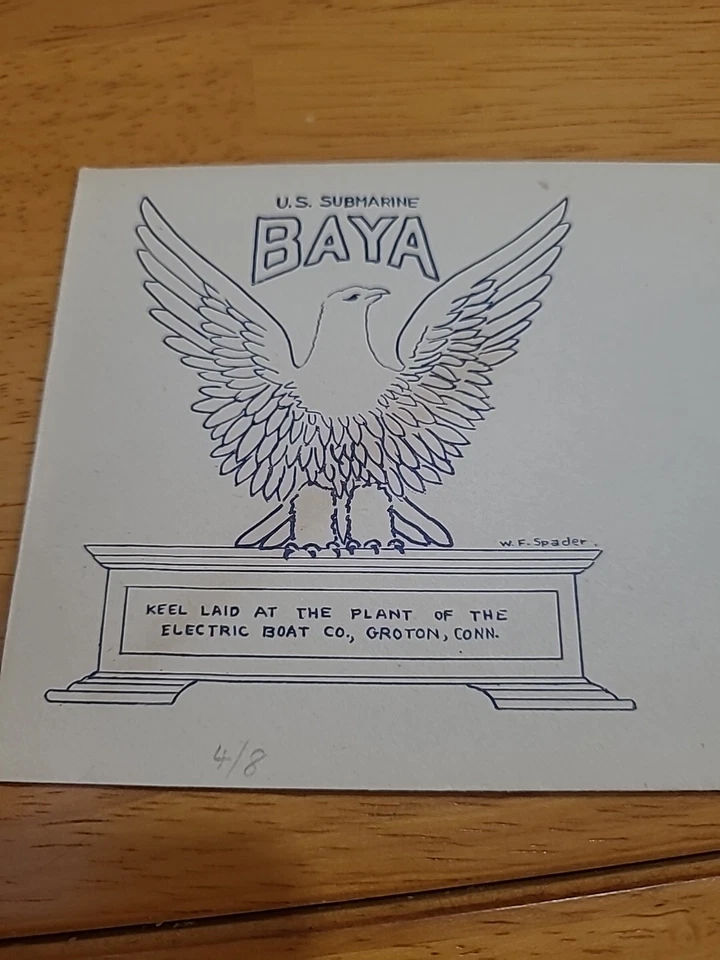 U.S. SUBMARINE
BAYA
W.F. Spader.
KEEL LAID AT THE PLANT OF THE
ELECTRIC BOAT CO., GROTON, CONN.
4/8